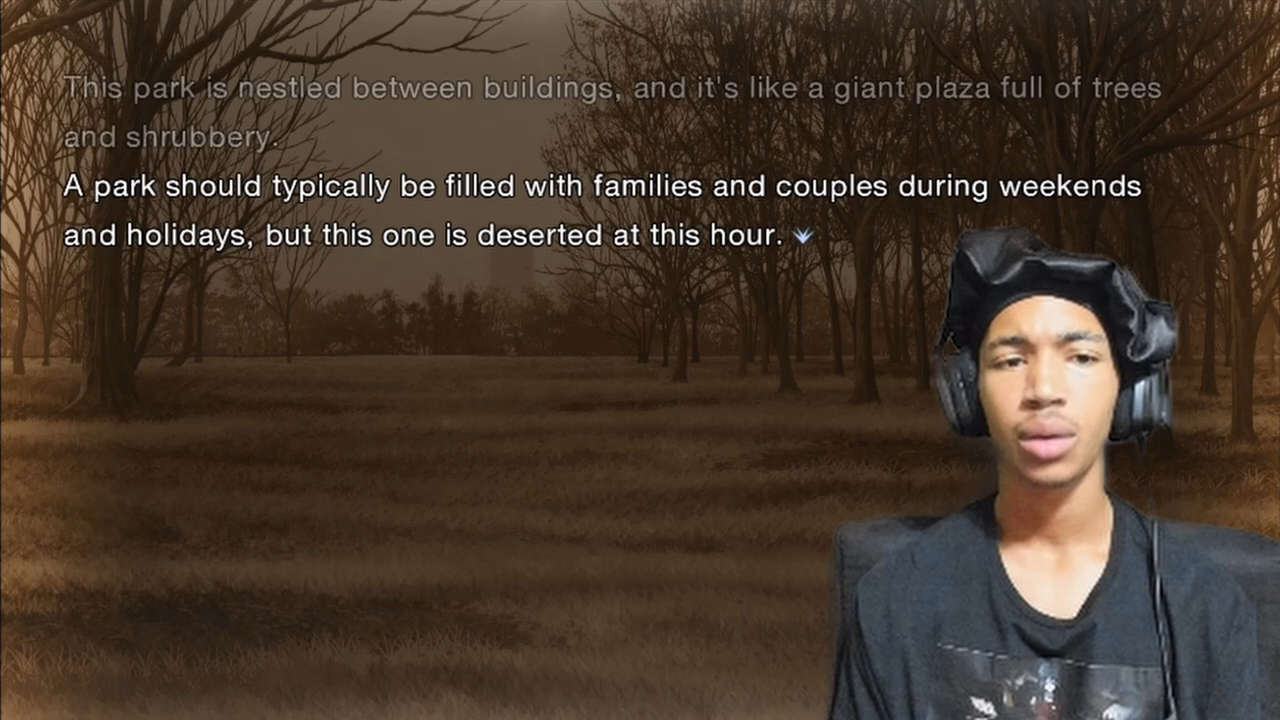 This park is nestled between buildings, and it's like a giant plaza full of trees
and shrubbery.
A park should typically be filled with families and couples during weekends
and holidays, but this one is deserted at this hour.